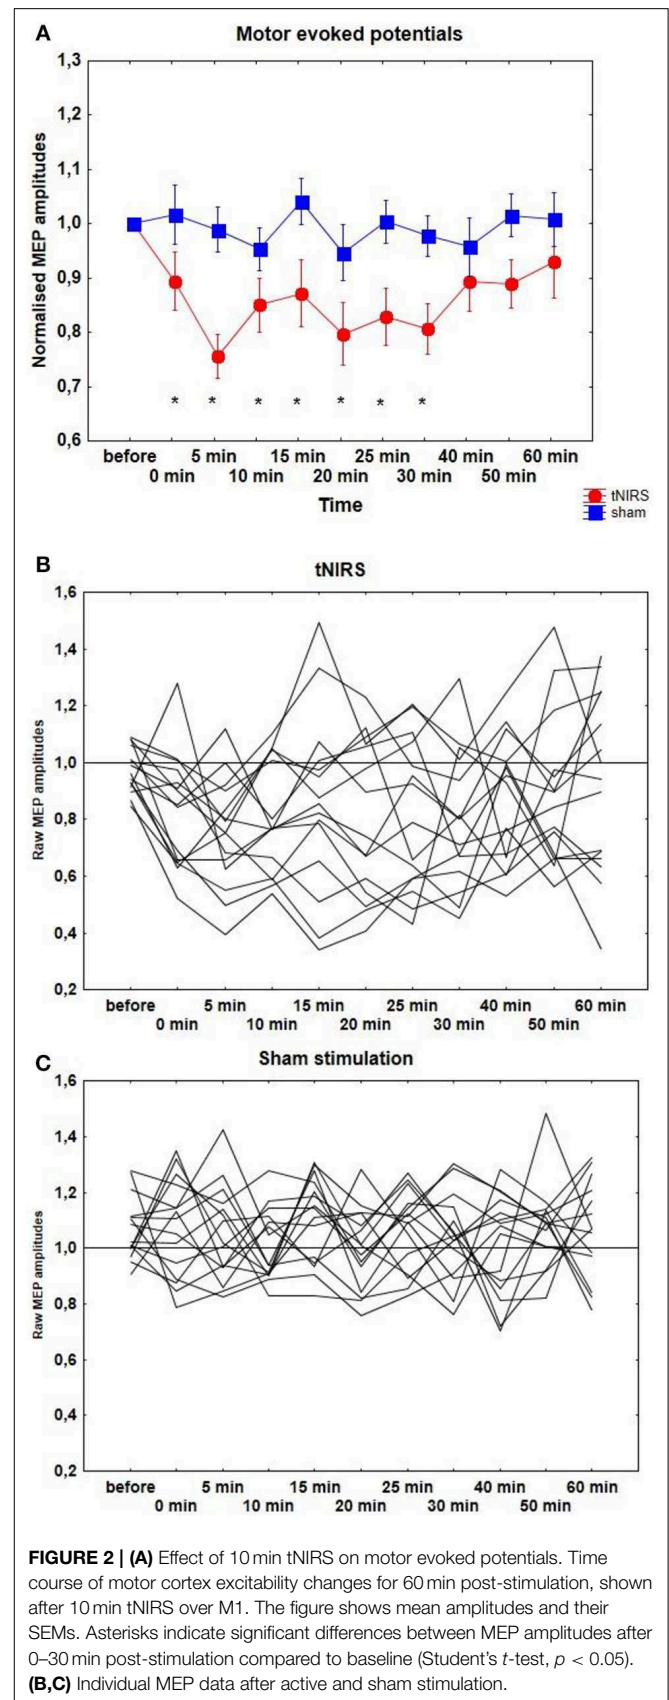 A
Motor evoked potentials
1,3
1,2
1,1
1,0
0,9
0,8
0,7
0,6
Normalised MEP amplitudes
* * * * * * *
before 5 min 15 min 25 min 40 min 60 min
0 min 10 min 20 min 30 min 50 min
Time
tNIRS
sham
B
tNIRS
1,6
1,4
1,2
1,0
0,8
0,6
0,4
0,2
Raw MEP amplitudes
before 5 min 15 min 25 min 40 min 60 min
0 min 10 min 20 min 30 min 50 min
C
Sham stimulation
1,6
1,4
1,2
1,0
0,8
0,6
0,4
0,2
Raw MEP amplitudes
before 5 min 15 min 25 min 40 min 60 min
0 min 10 min 20 min 30 min 50 min
FIGURE 2 | (A) Effect of 10 min tNIRS on motor evoked potentials. Time
course of motor cortex excitability changes for 60 min post-stimulation, shown
after 10 min tNIRS over M1. The figure shows mean amplitudes and their
SEMs. Asterisks indicate significant differences between MEP amplitudes after
0–30 min post-stimulation compared to baseline (Student's t-test, p < 0.05).
(B,C) Individual MEP data after active and sham stimulation.